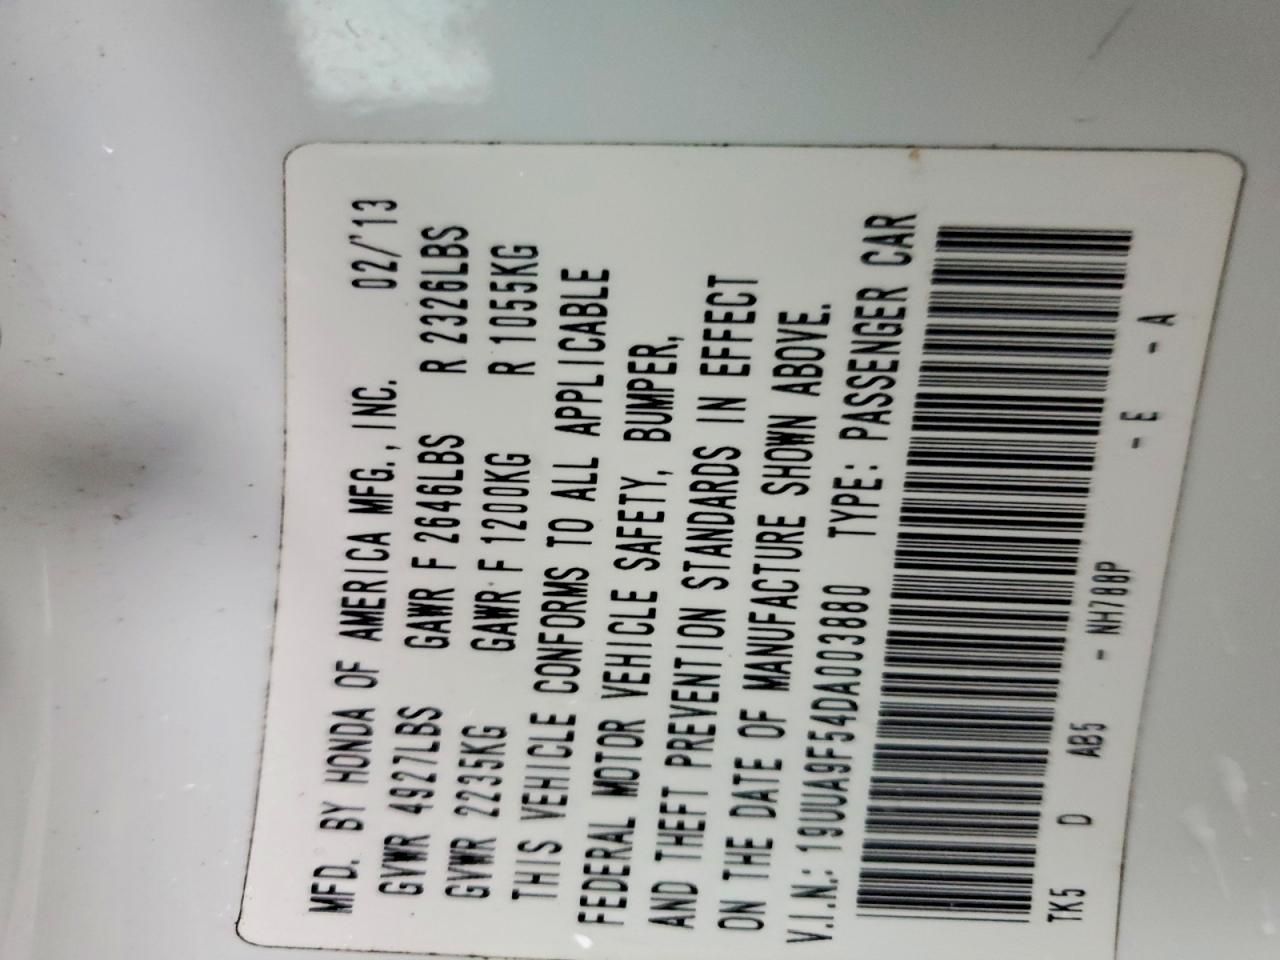 MFD. BY HONDA OF AMERICA MFG., INC. 02/'13
GVWR 4927LBS GAWR F 2646LBS R 2326LBS
GVWR 2235KG GAWR F 1200KG R 1055KG
THIS VEHICLE CONFORMS TO ALL APPLICABLE
FEDERAL MOTOR VEHICLE SAFETY, BUMPER,
AND THEFT PREVENTION STANDARDS IN EFFECT
ON THE DATE OF MANUFACTURE SHOWN ABOVE.
V.I.N.: 19UUA9F54DA003880 TYPE: PASSENGER CAR
TK5 D AB5 - NH788P - E - A